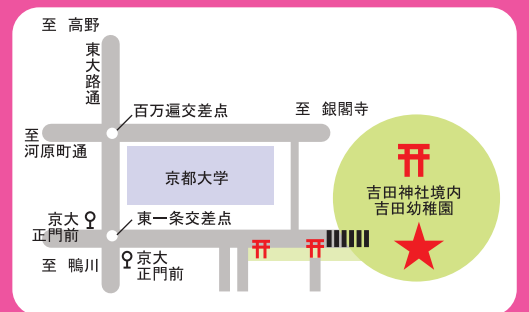 至 高野
東大路通
百万遍交差点
至 銀閣寺
至
河原町通
京都大学
吉田神社境内
吉田幼稚園
京大
正門前
東一条交差点
至 鴨川
京大
正門前